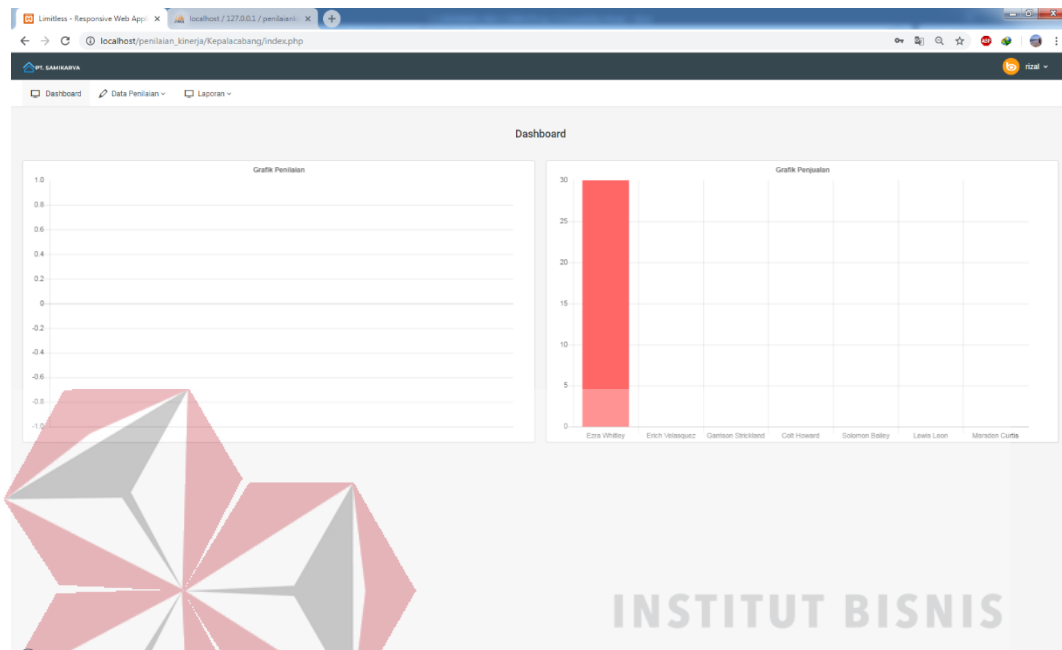 Limitless - Responsive Web Appl
localhost / 127.0.0.1 / penilaiank
localhost/penilaian_kinerja/Kepalacabang/index.php
PT. SAMIKARYA
rizal
Dashboard
Data Penilaian
Laporan
Dashboard
Grafik Penilaian
1.0
0.8
0.6
0.4
0.2
0
-0.2
-0.4
-0.6
-0.8
-1.0
Grafik Penjualan
30
25
20
15
10
5
0
Ezra Whitley
Erich Velasquez
Garrison Strickland
Colt Howard
Solomon Bailey
Lewis Leon
Marsden Curtis
INSTITUT BISNIS